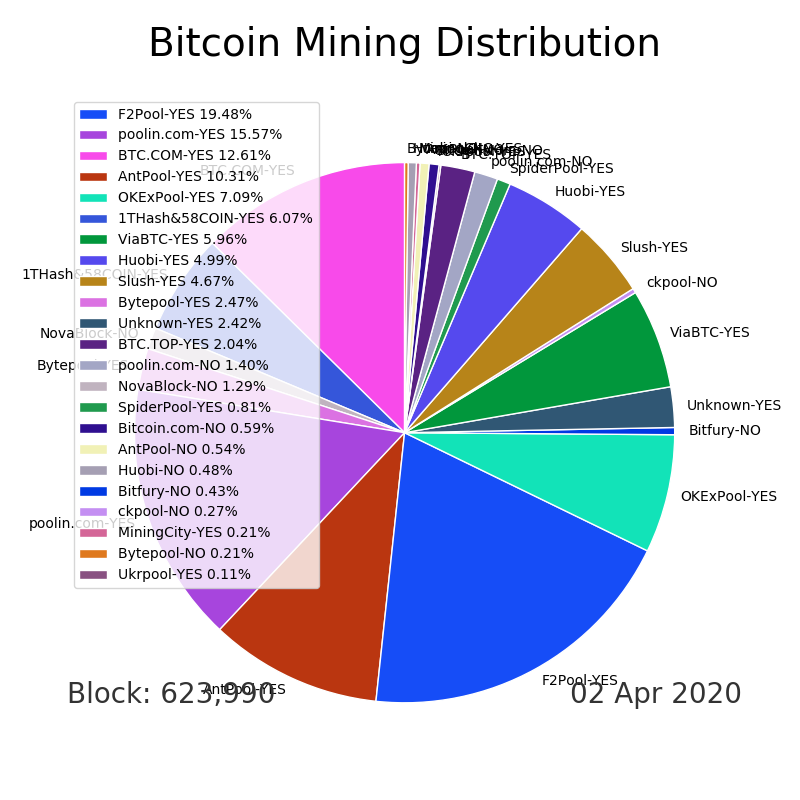 Bitcoin Mining Distribution
F2Pool-YES 19.48%
poolin.com-YES 15.57%
BTC.COM-YES 12.61%
AntPool-YES 10.31%
OKExPool-YES 7.09%
1THash&58COIN-YES 6.07%
ViaBTC-YES 5.96%
Huobi-YES 4.99%
Slush-YES 4.67%
Bytepool-YES 2.47%
Unknown-YES 2.42%
BTC.TOP-YES 2.04%
poolin.com-NO 1.40%
NovaBlock-NO 1.29%
SpiderPool-YES 0.81%
Bitcoin.com-NO 0.59%
AntPool-NO 0.54%
Huobi-NO 0.48%
Bitfury-NO 0.43%
ckpool-NO 0.27%
MiningCity-YES 0.21%
Bytepool-NO 0.21%
Ukrpool-YES 0.11%
BTC.COM-YES
1THash&58COIN-YES
NovaBlock-NO
Bytepool-YES
poolin.com-YES
AntPool-YES
F2Pool-YES
OKExPool-YES
Bitfury-NO
Unknown-YES
ViaBTC-YES
ckpool-NO
Slush-YES
Huobi-YES
SpiderPool-YES
poolin.com-NO
BTC.TOP-YES
Block: 623,990
02 Apr 2020